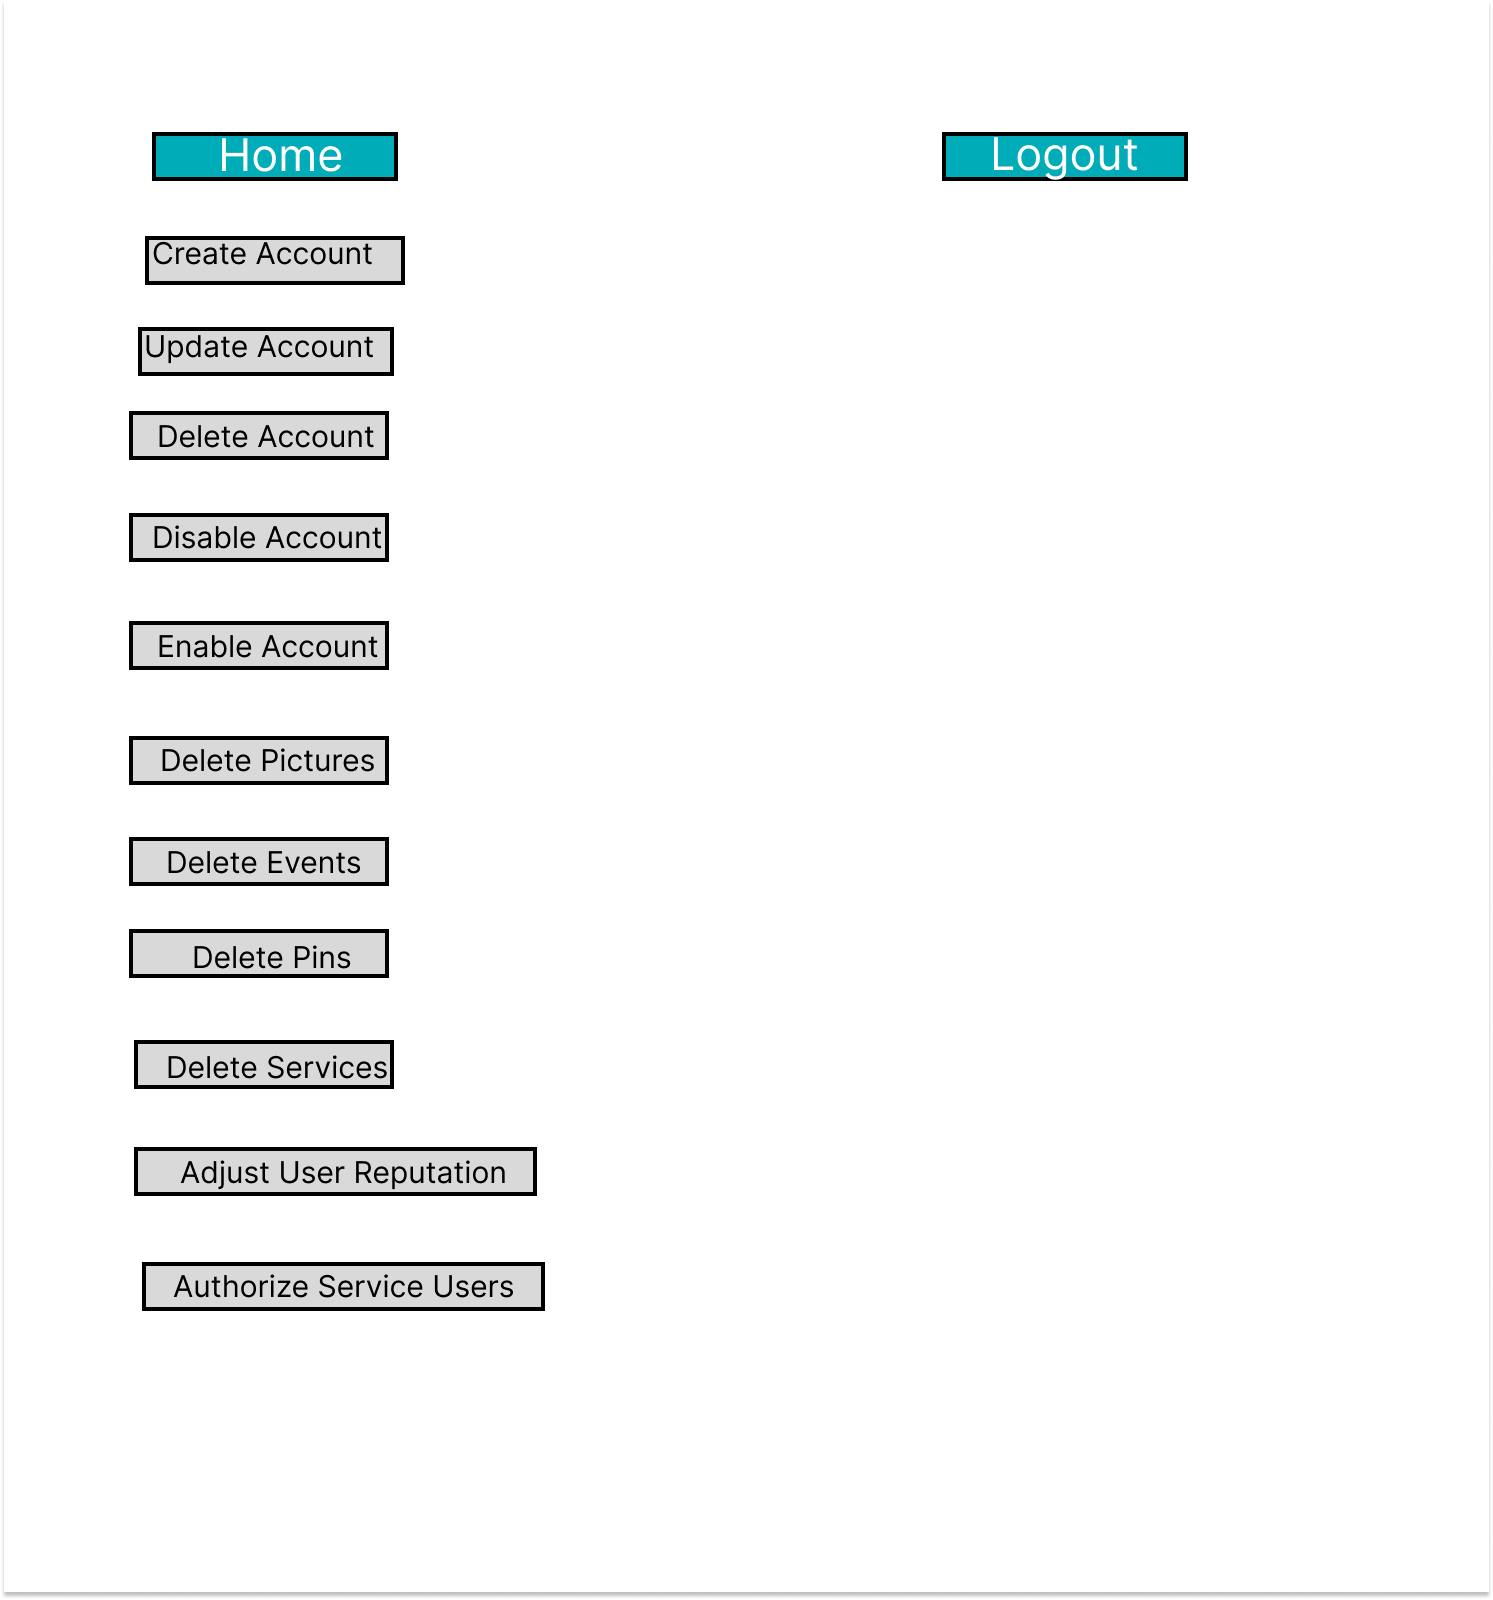 Home
Logout
Create Account
Update Account
Delete Account
Disable Account
Enable Account
Delete Pictures
Delete Events
Delete Pins
Delete Services
Adjust User Reputation
Authorize Service Users